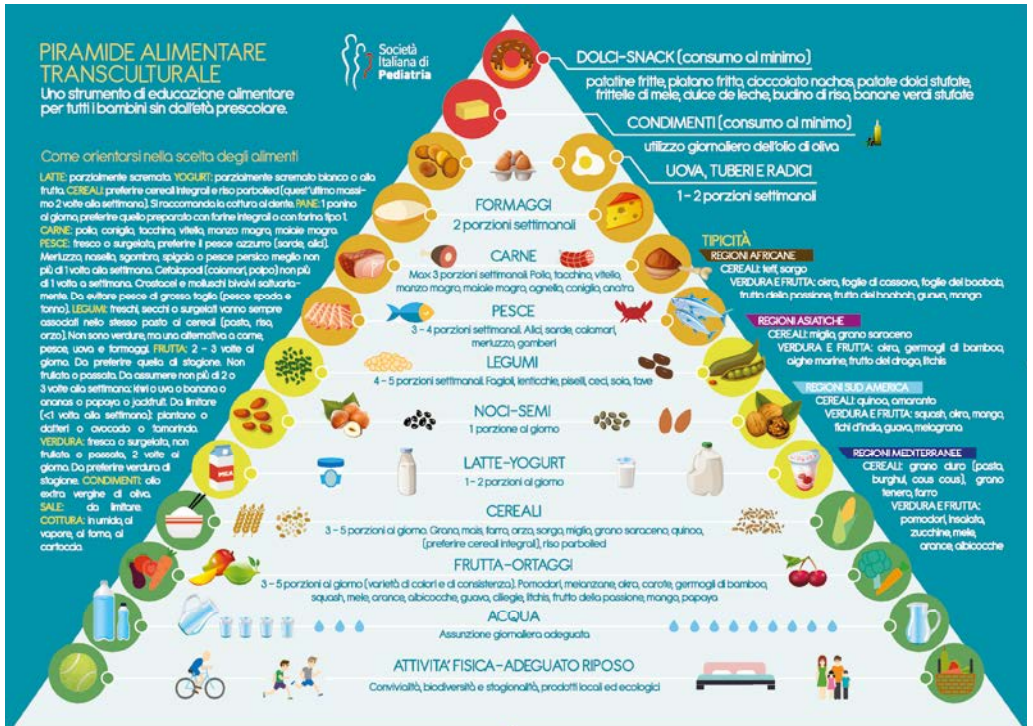 PIRAMIDE ALIMENTARE
TRANSCULTURALE
Uno strumento di educazione alimentare
per tutti i bambini sin dall'età prescolare.
Società
Italiana di
Pediatria
Come orientarsi nella scelta degli alimenti
LATTE: parzialmente scremato. YOGURT: parzialmente scremato bianco o alla
frutta. CEREALI: preferire cereali integrali e riso parboiled (quest'ultimo massi-
mo 2 volte alla settimana). Si raccomanda la cottura al dente. PANE: 1 panino
al giorno, preferire quello preparato con farine integrali o con farina tipo 1.
CARNE: pollo, coniglio, tacchino, vitello, manzo magro, maiale magro.
PESCE: fresco o surgelato, preferire il pesce azzurro (sarde, alici).
Merluzzo, nasello, sgombro, spigola o pesce persico meglio non
più di 1 volta alla settimana. Cefalopodi (calamari, polpo) non più
di 1 volta a settimana. Crostacei e molluschi bivalvi saltuaria-
mente. Da evitare pesce di grossa taglia (pesce spada e
tonno). LEGUMI: freschi, secchi o surgelati vanno sempre
associati nello stesso pasto ai cereali (pasta, riso,
orzo). Non sono verdure, ma una alternativa a carne,
pesce, uova e formaggi. FRUTTA: 2 - 3 volte al
giorno. Da preferire quella di stagione. Non
frullata o passata. Da assumere non più di 2 o
3 volte alla settimana: kiwi o uva o banana o
ananas o papaya o jackfruit. Da limitare
(<1 volta alla settimana): plantano o
datteri o avocado o tamarindo.
VERDURA: fresca o surgelata, non
frullata o passata, 2 volte al
giorno. Da preferire verdura di
stagione. CONDIMENTI: olio
extra vergine di oliva.
SALE: da limitare.
COTTURA: in umido, al
vapore, al forno, al
cartoccio.
DOLCI-SNACK (consumo al minimo)
patatine fritte, platano fritto, cioccolato nachos, patate dolci stufate,
frittelle di mele, dulce de leche, budino di riso, banane verdi stufate
CONDIMENTI (consumo al minimo)
utilizzo giornaliero dell'olio di oliva
UOVA, TUBERI E RADICI
1 - 2 porzioni settimanali
FORMAGGI
2 porzioni settimanali
CARNE
Max 3 porzioni settimanali. Pollo, tacchino, vitello,
manzo magro, maiale magro, agnello, coniglio, anatra
PESCE
3 - 4 porzioni settimanali. Alici, sarde, calamari,
merluzzo, gamberi
LEGUMI
4 - 5 porzioni settimanali. Fagioli, lenticchie, piselli, ceci, soia, fave
NOCI-SEMI
1 porzione al giorno
LATTE-YOGURT
1 - 2 porzioni al giorno
MILK
CEREALI
3 - 5 porzioni al giorno. Grano, mais, farro, orzo, sorgo, miglio, grano saraceno, quinoa,
(preferire cereali integrali), riso parboiled
FRUTTA-ORTAGGI
3 - 5 porzioni al giorno (varietà di colori e di consistenza). Pomodori, melanzane, okra, carote, germogli di bamboo,
squash, mele, arance, albicocche, guava, ciliegie, litchis, frutto della passione, mango, papaya
ACQUA
Assunzione giornaliera adeguata
ATTIVITA' FISICA-ADEGUATO RIPOSO
Convivialità, biodiversità e stagionalità, prodotti locali ed ecologici
TIPICITÀ
REGIONI AFRICANE
CEREALI: teff, sorgo
VERDURA E FRUTTA: okra, foglie di cassava, foglie del baobab,
frutto della passione, frutto del baobab, guava, mango
REGIONI ASIATICHE
CEREALI: miglio, grano saraceno
VERDURA E FRUTTA: okra, germogli di bamboo,
alghe marine, frutto del drago, litchis
REGIONI SUD AMERICA
CEREALI: quinoa, amaranto
VERDURA E FRUTTA: squash, okra, mango,
fichi d'india, guava, melagrana
REGIONI MEDITERRANEE
CEREALI: grano duro (pasta,
burghul, cous cous), grano
tenero, farro
VERDURA E FRUTTA:
pomodori, insalata,
zucchine, mele,
arance, albicocche